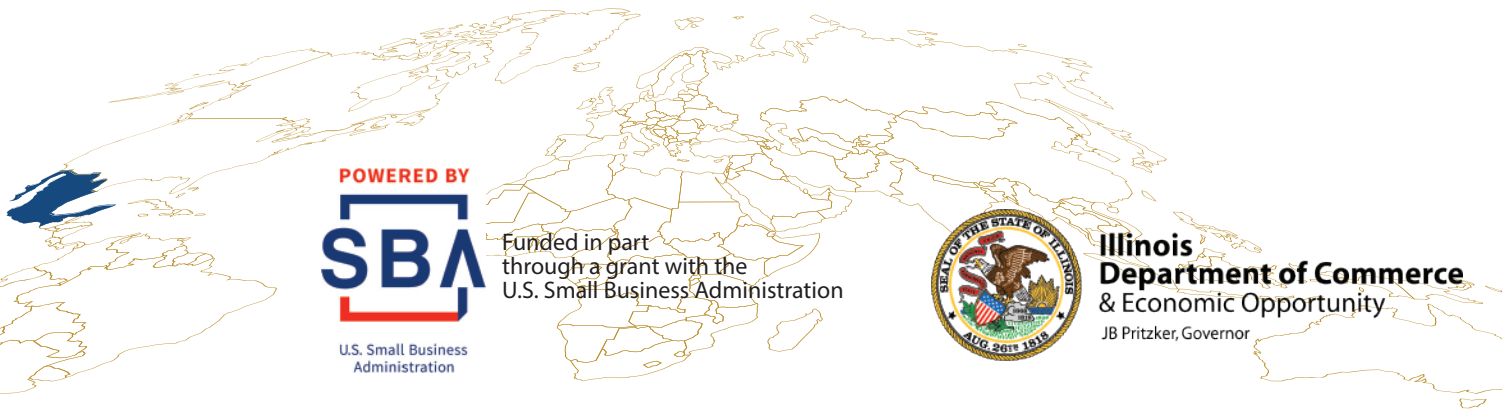 POWERED BY
SBA
U.S. Small Business
Administration
Funded in part
through a grant with the
U.S. Small Business Administration
SEAL OF THE STATE OF ILLINOIS
AUG. 26TH 1818
Illinois
Department of Commerce
& Economic Opportunity
JB Pritzker, Governor